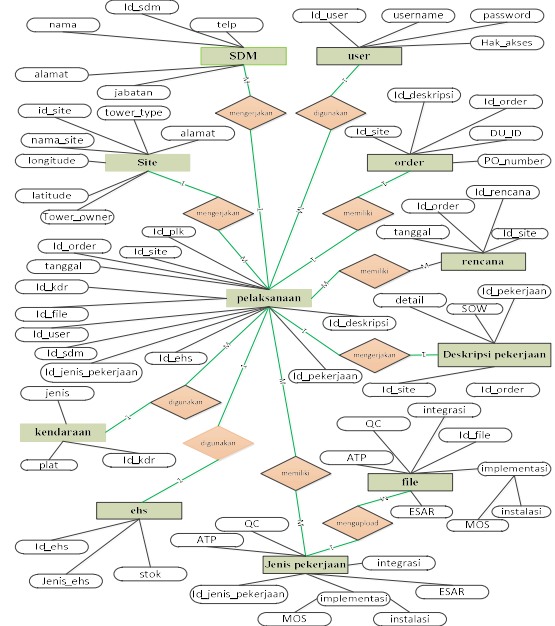 Id_sdm
nama
telp
SDM
alamat
jabatan
Id_user
username
password
Hak_akses
user
mengerjakan
digunakan
id_site
tower_type
alamat
nama_site
longitude
Site
latitude
Tower_owner
mengerjakan
Id_deskripsi
Id_order
Id_site
DU_ID
order
PO_number
memiliki
Id_rencana
Id_order
tanggal
Id_site
rencana
memiliki
Id_plk
Id_order
Id_site
tanggal
Id_kdr
pelaksanaan
Id_file
Id_user
Id_sdm
Id_jenis_pekerjaan
Id_ehs
Id_deskripsi
Id_pekerjaan
detail
Id_pekerjaan
SOW
Deskripsi pekerjaan
mengerjakan
Id_site
Id_order
jenis
kendaraan
plat
Id_kdr
digunakan
digunakan
integrasi
QC
Id_file
ATP
implementasi
file
ESAR
MOS
instalasi
memiliki
mengupload
ehs
Id_ehs
Jenis_ehs
stok
QC
ATP
Jenis pekerjaan
integrasi
Id_jenis_pekerjaan
implementasi
ESAR
MOS
instalasi